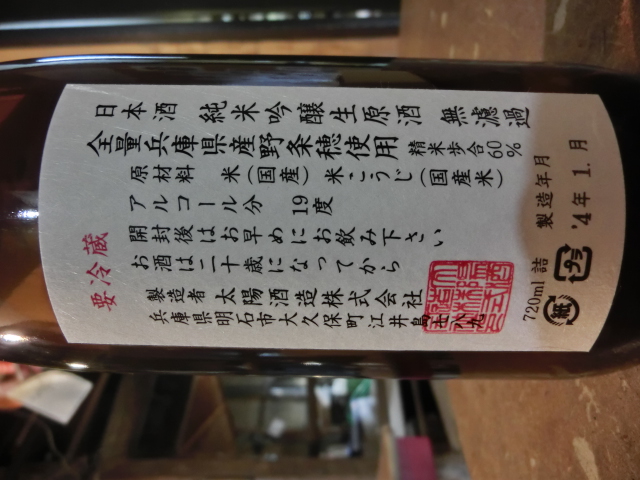 日本酒 純米吟醸生原酒 無濾過
全量兵庫県産野条穂使用 精米歩合60%
原材料 米(国産)米こうじ(国産米)
アルコール分 19度
製造年月
'4年1.月
要冷蔵
開封後はお早めにお飲み下さい
お酒は二十歳になってから
720ml詰
プラ
紙
製造者 太陽酒造株式会社
兵庫県明石市大久保町江井島